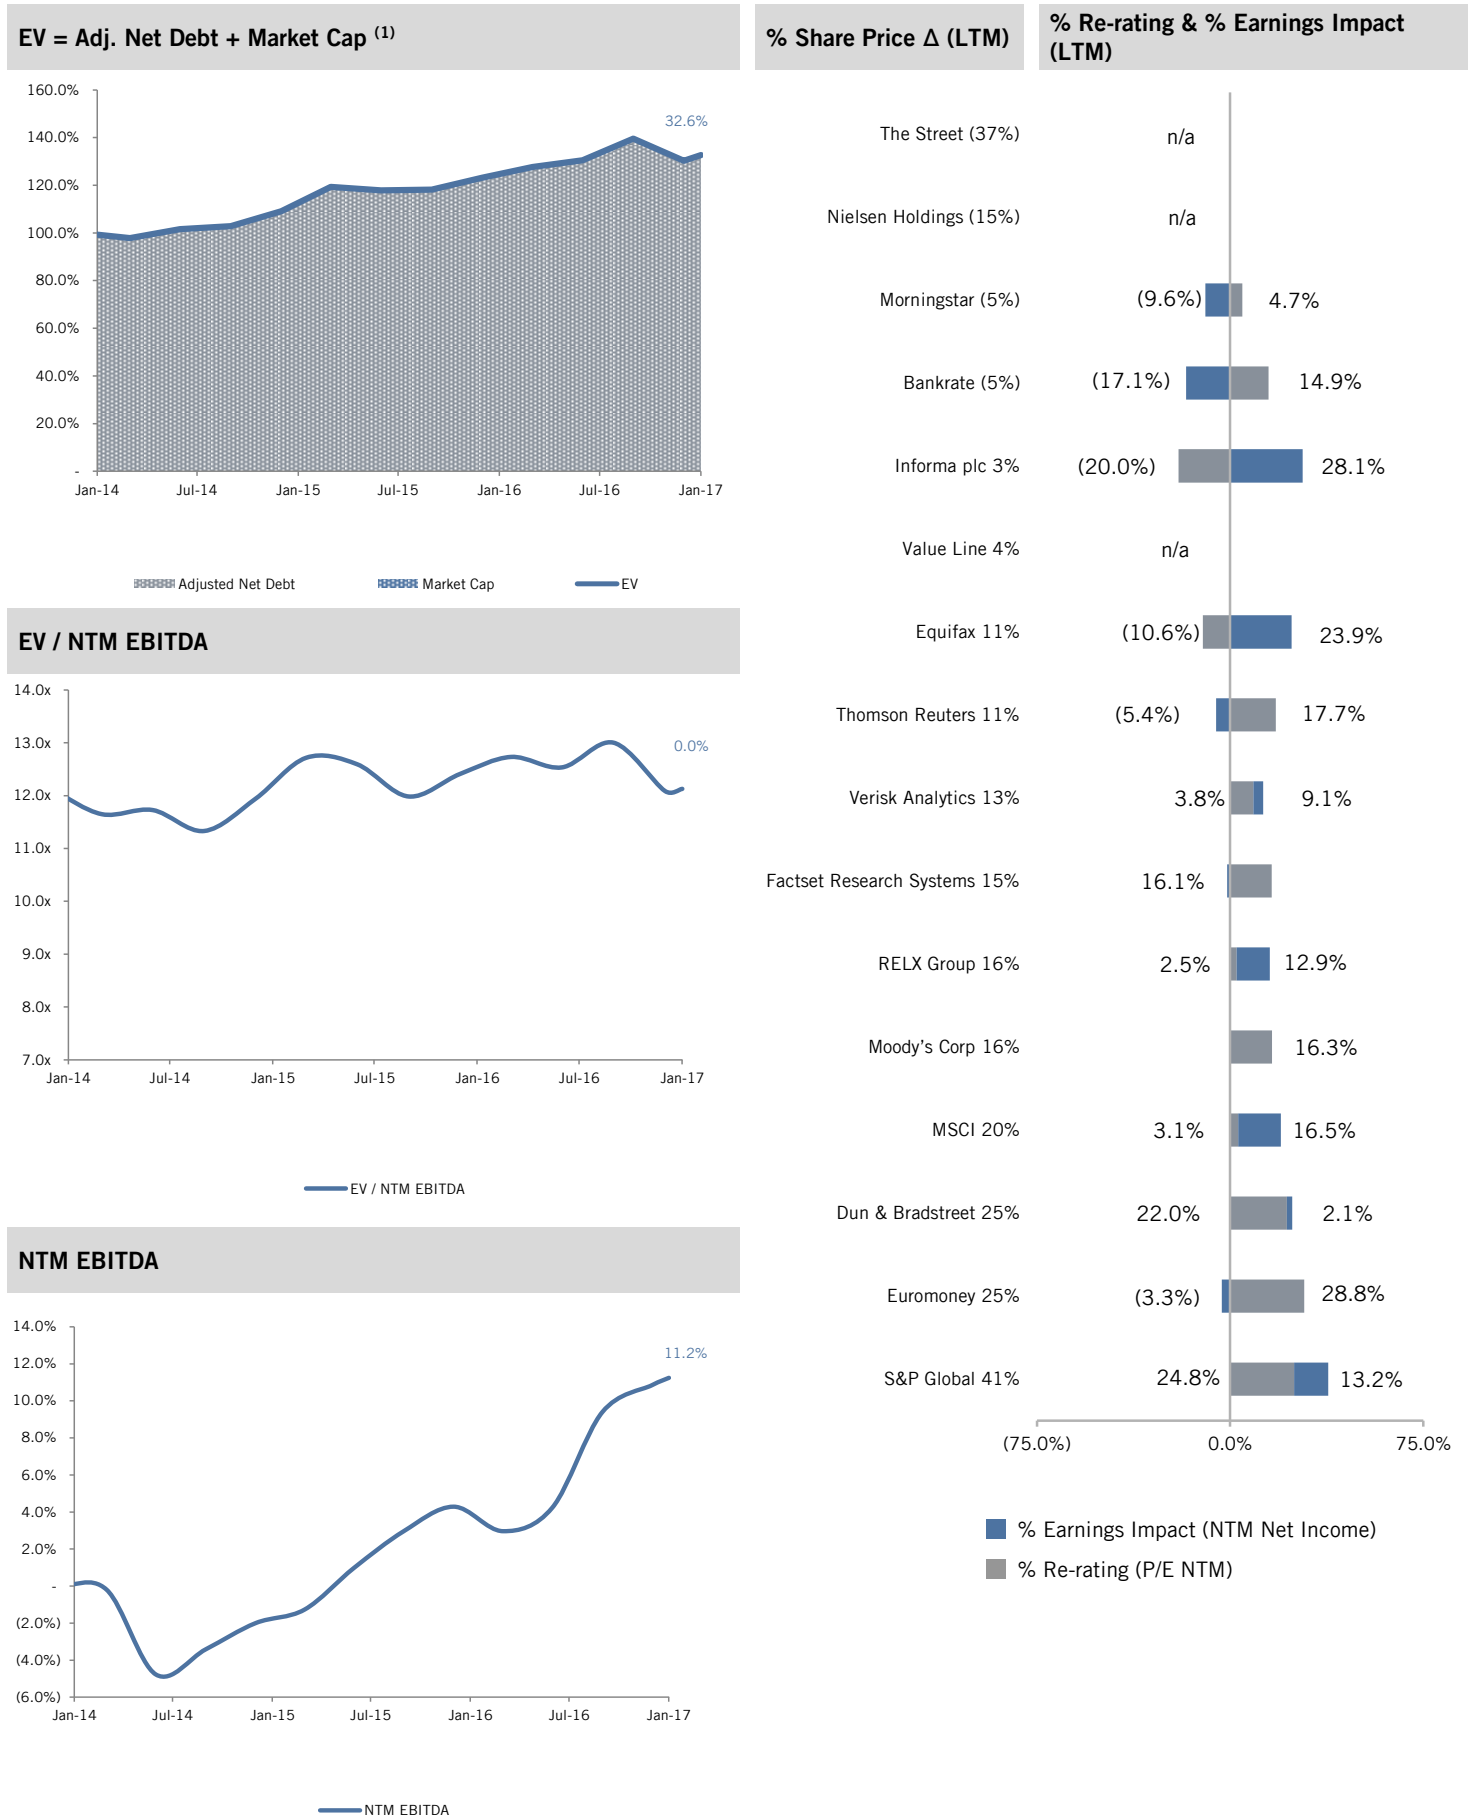 EV = Adj. Net Debt + Market Cap (1)
160.0%
140.0%
120.0%
100.0%
80.0%
60.0%
40.0%
20.0%
-
32.6%
Jan-14 Jul-14 Jan-15 Jul-15 Jan-16 Jul-16 Jan-17
Adjusted Net Debt Market Cap EV
EV / NTM EBITDA
14.0x
13.0x
12.0x
11.0x
10.0x
9.0x
8.0x
7.0x
0.0%
Jan-14 Jul-14 Jan-15 Jul-15 Jan-16 Jul-16 Jan-17
EV / NTM EBITDA
NTM EBITDA
14.0%
12.0%
10.0%
8.0%
6.0%
4.0%
2.0%
-
(2.0%)
(4.0%)
(6.0%)
11.2%
Jan-14 Jul-14 Jan-15 Jul-15 Jan-16 Jul-16 Jan-17
NTM EBITDA
% Share Price Δ (LTM)
% Re-rating & % Earnings Impact
(LTM)
The Street (37%) n/a
Nielsen Holdings (15%) n/a
Morningstar (5%) (9.6%) 4.7%
Bankrate (5%) (17.1%) 14.9%
Informa plc 3% (20.0%) 28.1%
Value Line 4% n/a
Equifax 11% (10.6%) 23.9%
Thomson Reuters 11% (5.4%) 17.7%
Verisk Analytics 13% 3.8% 9.1%
Factset Research Systems 15% 16.1%
RELX Group 16% 2.5% 12.9%
Moody's Corp 16% 16.3%
MSCI 20% 3.1% 16.5%
Dun & Bradstreet 25% 22.0% 2.1%
Euromoney 25% (3.3%) 28.8%
S&P Global 41% 24.8% 13.2%
(75.0%) 0.0% 75.0%
% Earnings Impact (NTM Net Income)
% Re-rating (P/E NTM)